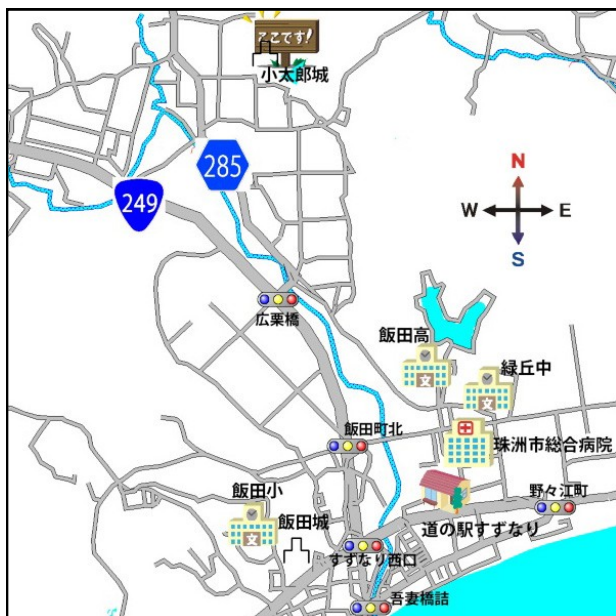 ここです!
小太郎城
285
249
N
W
E
S
広栗橋
飯田高
緑丘中
文
文
飯田町北
珠洲市総合病院
飯田小
野々江町
飯田城
道の駅すずなり
文
すずなり西口
吾妻橋詰